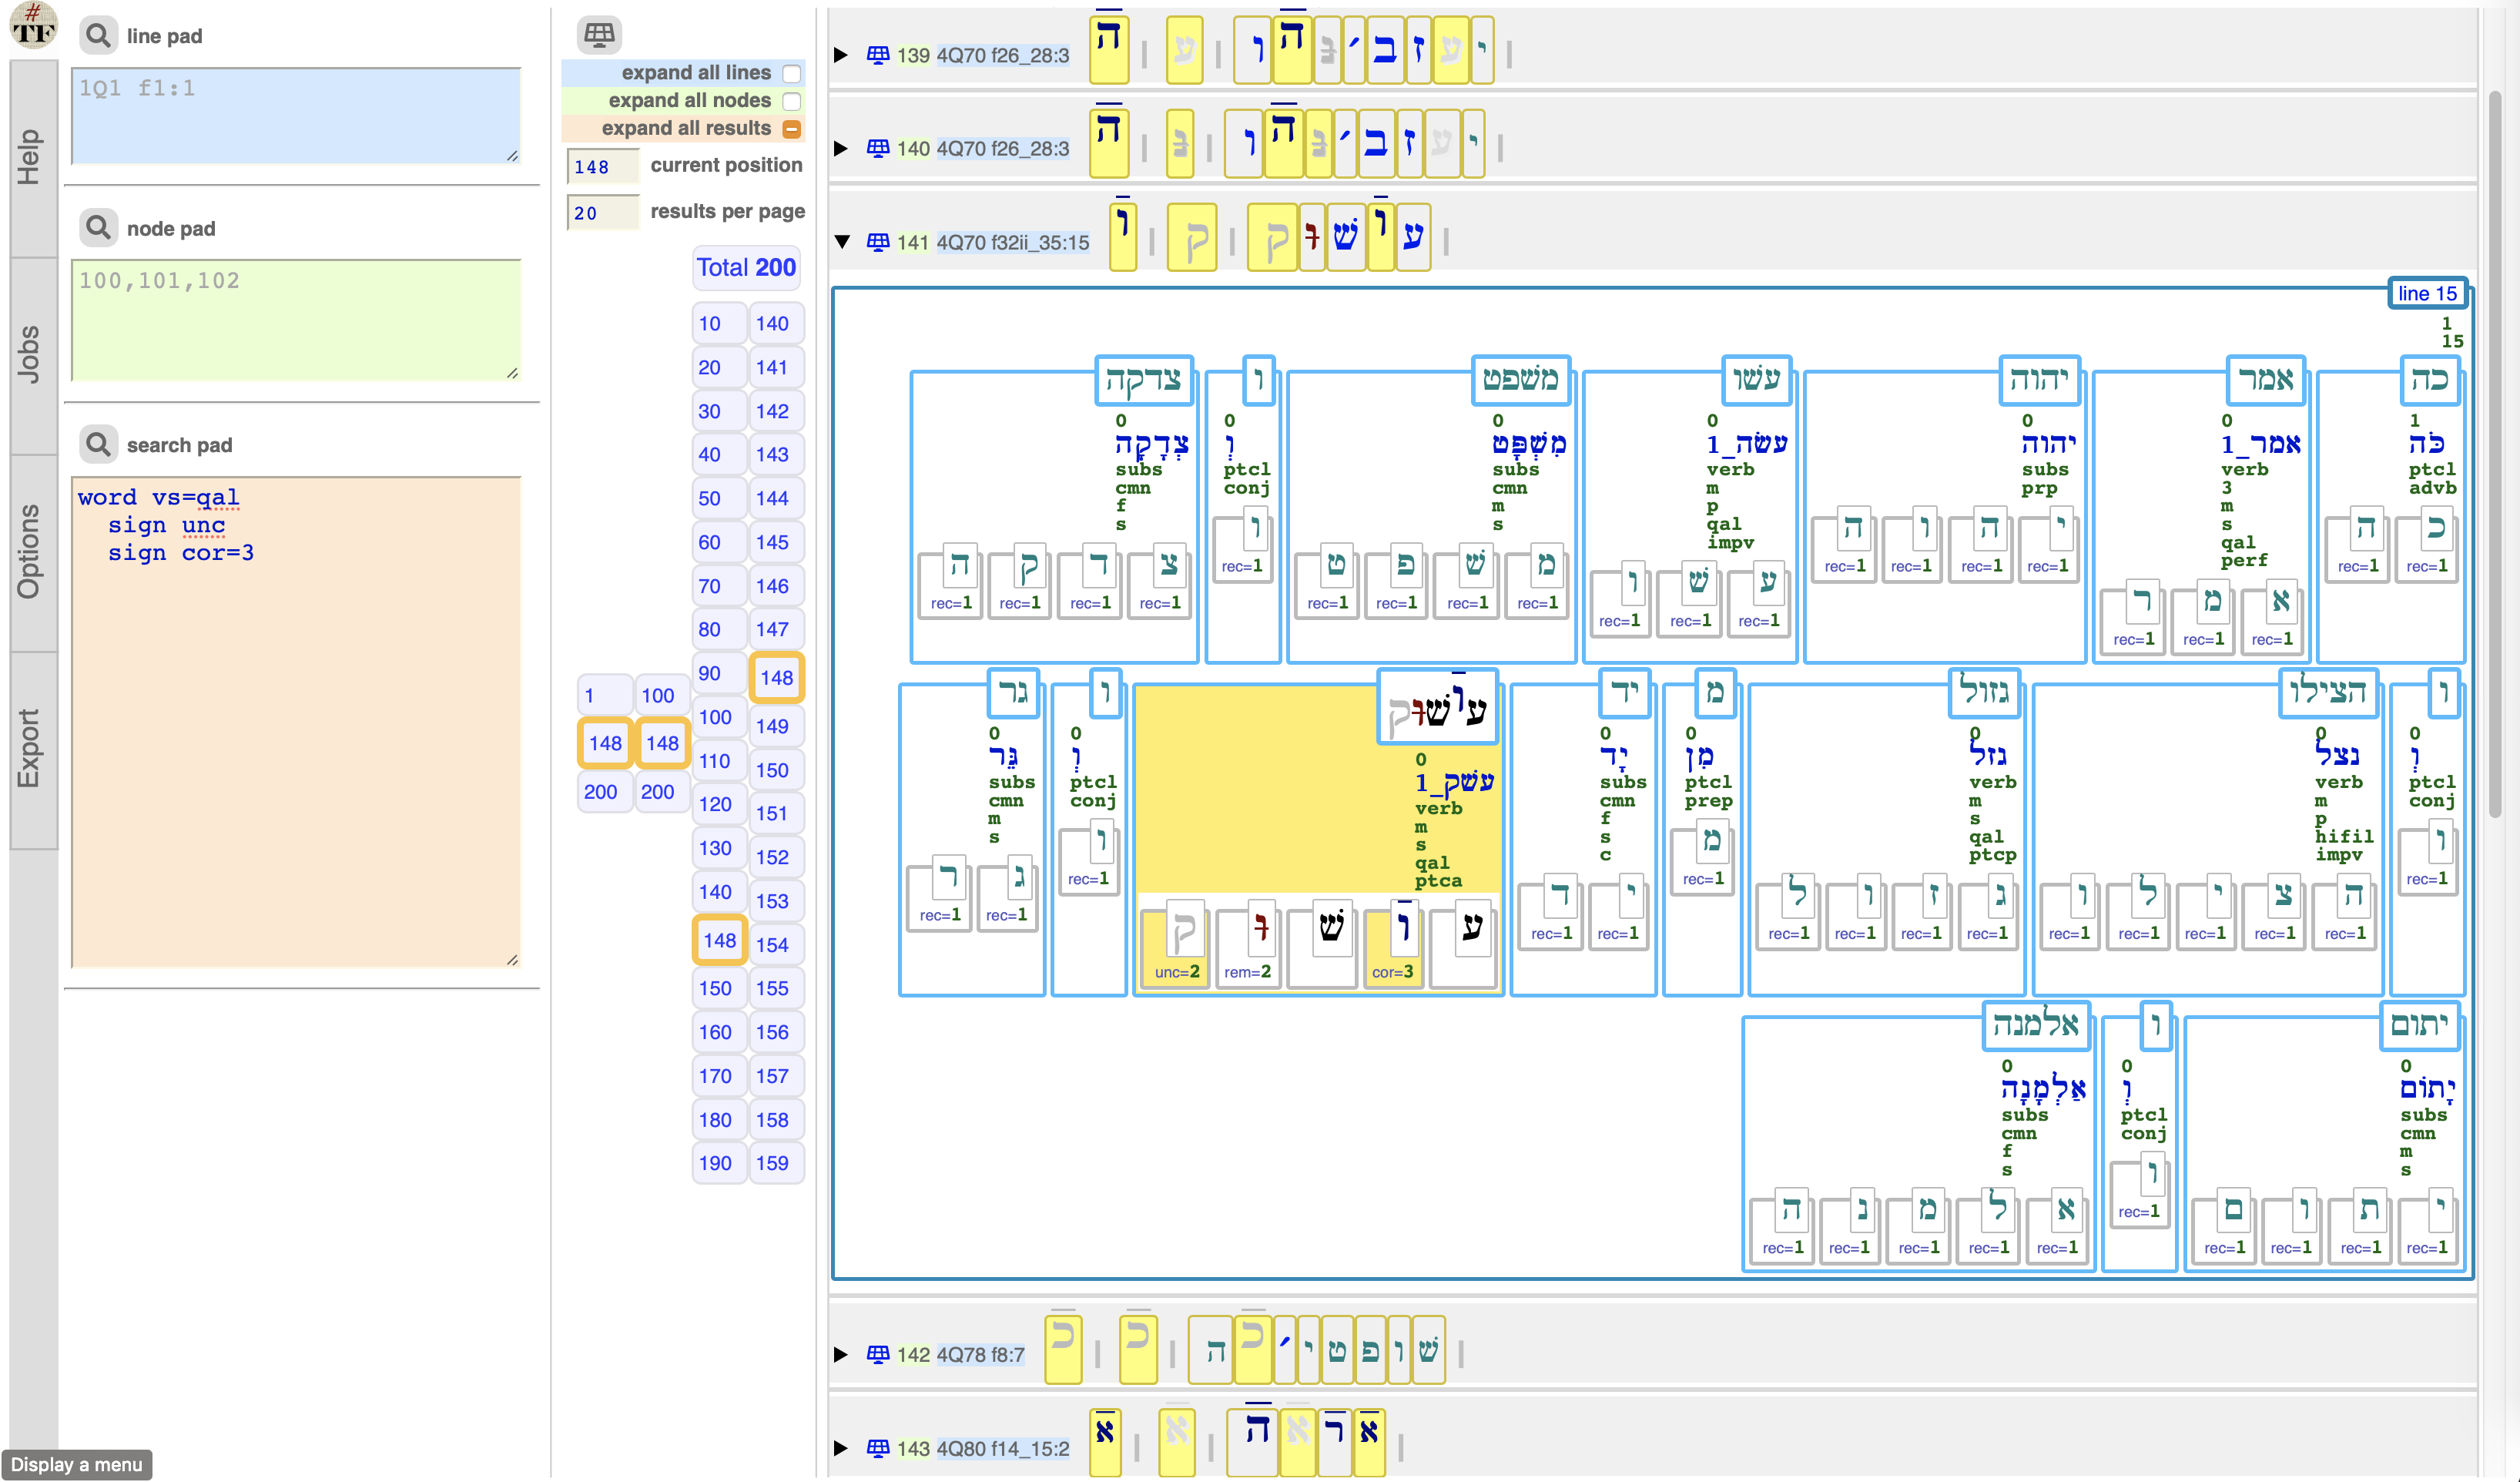 #
TF
Help
Jobs
Options
Export
line pad
1Q1 f1:1
node pad
100,101,102
search pad
word vs=qal
sign unc
sign cor=3
Display a menu
expand all lines
expand all nodes
expand all results
148 current position
20 results per page
Total 200
10 140
20 141
30 142
40 143
50 144
60 145
70 146
80 147
90 148
1 100 100 149
148 148 110 150
200 200 120 151
130 152
140 153
148 154
150 155
160 156
170 157
180 158
190 159
139 4Q70 f26_28:3 ה | ע | יעזב׳נהו |
140 4Q70 f26_28:3 ה | נ | יעזב׳נהו |
141 4Q70 f32ii_35:15 ו | ק | עושוק |
line 15
1
15
כה אמר יהוה עשו משפט ו צדקה
1 0 0 0 0 0 0
כֹּה אמר_1 יהוה עשׂה_1 מִשְׁפָּט וְ צְדָקָה
ptcl verb subs verb subs ptcl subs
advb 3 prp m cmn conj cmn
m p m f
s qal s s
qal impv
perf
כ ה א מ ר י ה ו ה ע ש ו מ ש פ ט ו צ ד ק ה
rec=1 rec=1 rec=1 rec=1 rec=1 rec=1 rec=1 rec=1 rec=1 rec=1 rec=1 rec=1 rec=1 rec=1 rec=1 rec=1 rec=1 rec=1 rec=1 rec=1 rec=1
ו הצילו גזול מ יד עושוק ו גר
0 0 0 0 0 0 0 0
וְ נצל גזל מִן יָד עשׁק_1 וְ גֵּר
ptcl verb verb ptcl subs verb ptcl subs
conj m m prep cmn m conj cmn
p s f s m
hifil qal s qal s
impv ptcp c ptca
ו ה צ י ל ו ג ז ו ל מ י ד ע ו ש ו ק ו ג ר
rec=1 rec=1 rec=1 rec=1 rec=1 rec=1 rec=1 rec=1 rec=1 rec=1 rec=1 rec=1 rec=1 cor=3 rem=2 unc=2 rec=1 rec=1 rec=1
יתום ו אלמנה
0 0 0
יָתוֹם וְ אַלְמָנָה
subs ptcl subs
cmn conj cmn
m f
s s
י ת ו ם ו א ל מ נ ה
rec=1 rec=1 rec=1 rec=1 rec=1 rec=1 rec=1 rec=1 rec=1 rec=1
142 4Q78 f8:7 כ | כ | שופטי׳כה |
143 4Q80 f14_15:2 א | א | אראה |